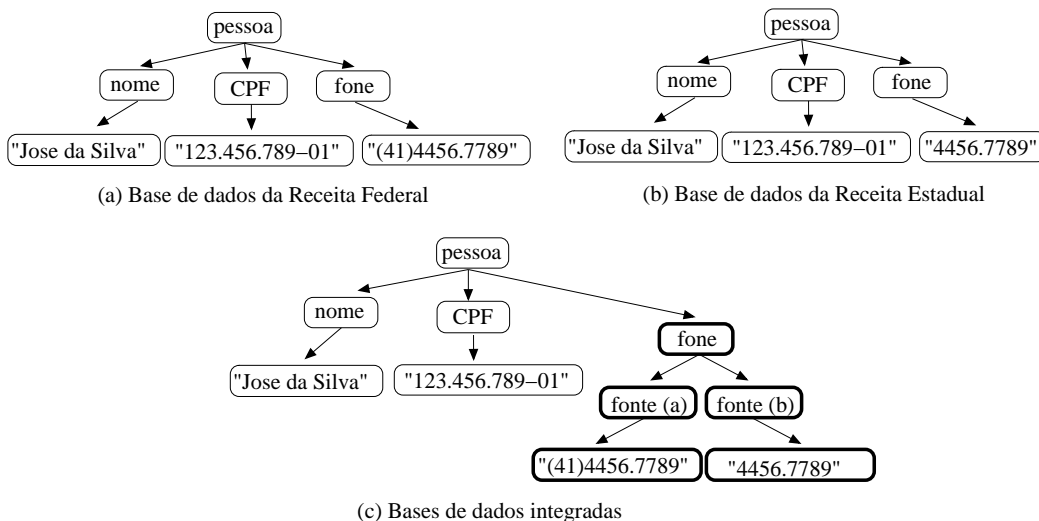 pessoa
nome
CPF
fone
"Jose da Silva"
"123.456.789−01"
"(41)4456.7789"
(a) Base de dados da Receita Federal
pessoa
nome
CPF
fone
"Jose da Silva"
"123.456.789−01"
"4456.7789"
(b) Base de dados da Receita Estadual
pessoa
nome
CPF
fone
"Jose da Silva"
"123.456.789−01"
fonte (a)
fonte (b)
"(41)4456.7789"
"4456.7789"
(c) Bases de dados integradas